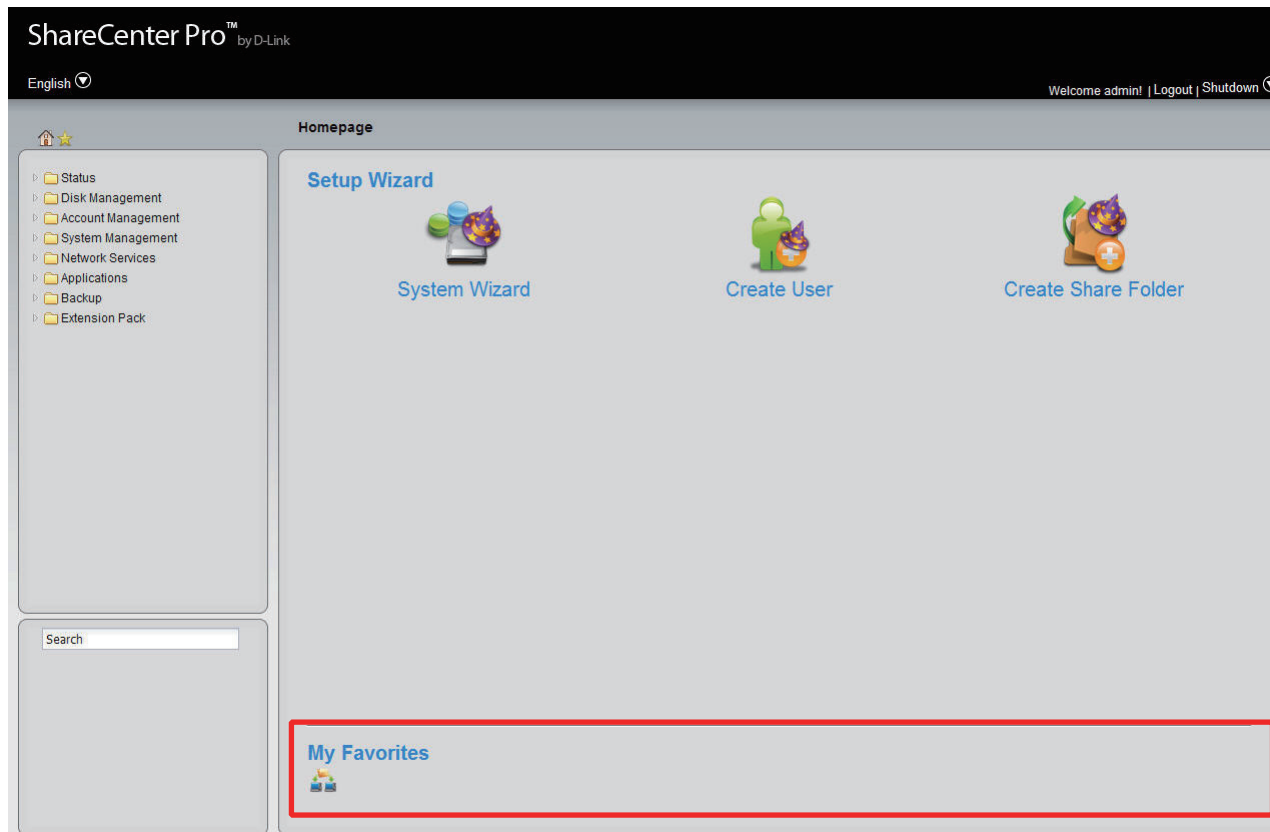 ShareCenter Pro™ by D-Link
English
Welcome admin! | Logout | Shutdown
Homepage
Status
Disk Management
Account Management
System Management
Network Services
Applications
Backup
Extension Pack
Setup Wizard
System Wizard
Create User
Create Share Folder
Search
My Favorites